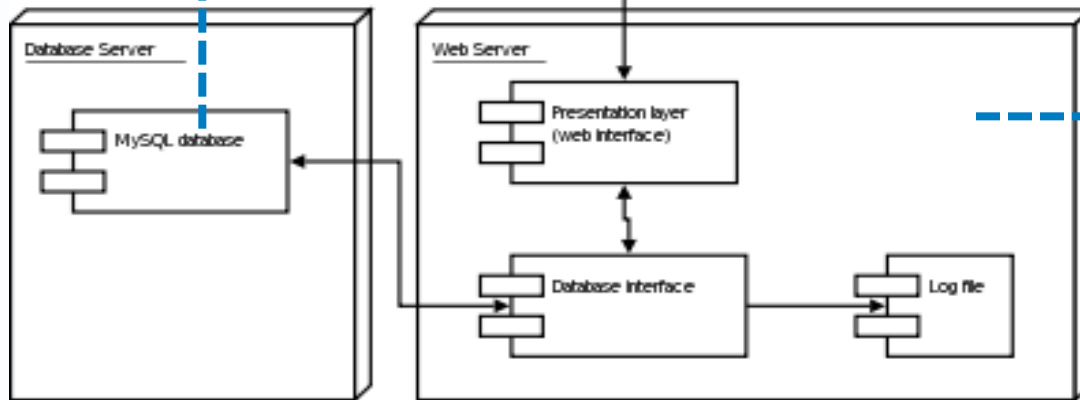 Database Server
MySQL database
Web Server
Presentation layer
(web interface)
Database interface
Log file